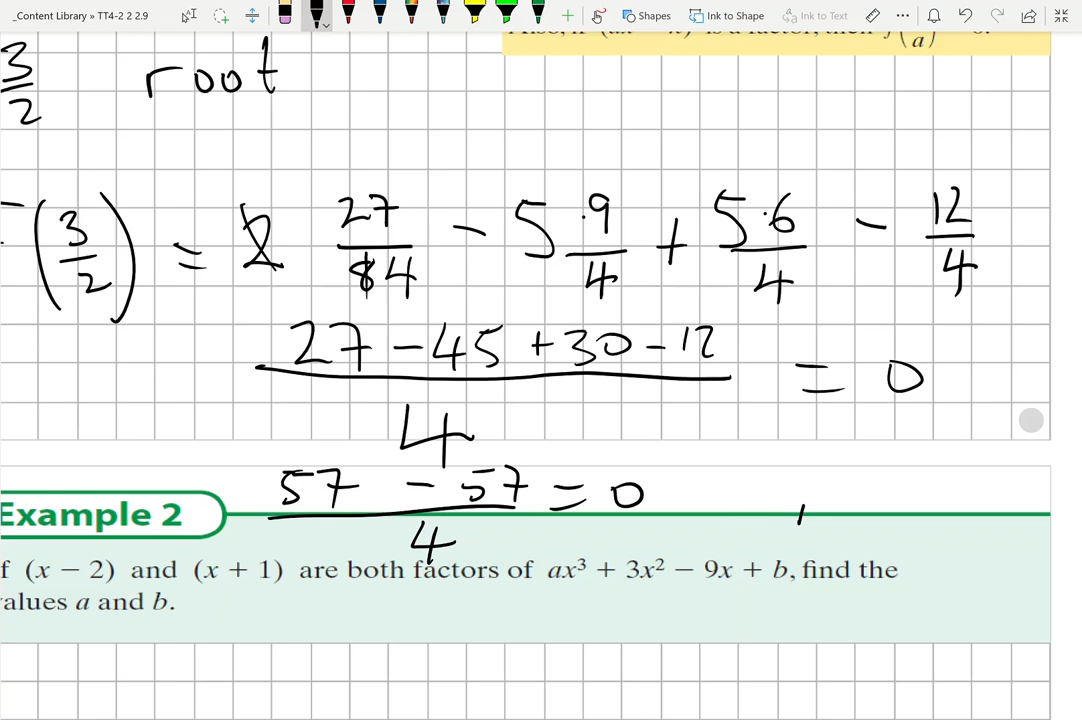 _Content Library » TT4-2 2 2.9
Shapes Ink to Shape Ink to Text
3/2 root
(3/2) = 2 27/84 - 5·9/4 + 5·6/4 - 12/4
27 - 45 + 30 - 12 / 4 = 0
57 - 57 / 4 = 0
Example 2
f (x − 2) and (x + 1) are both factors of ax³ + 3x² − 9x + b, find the
alues a and b.